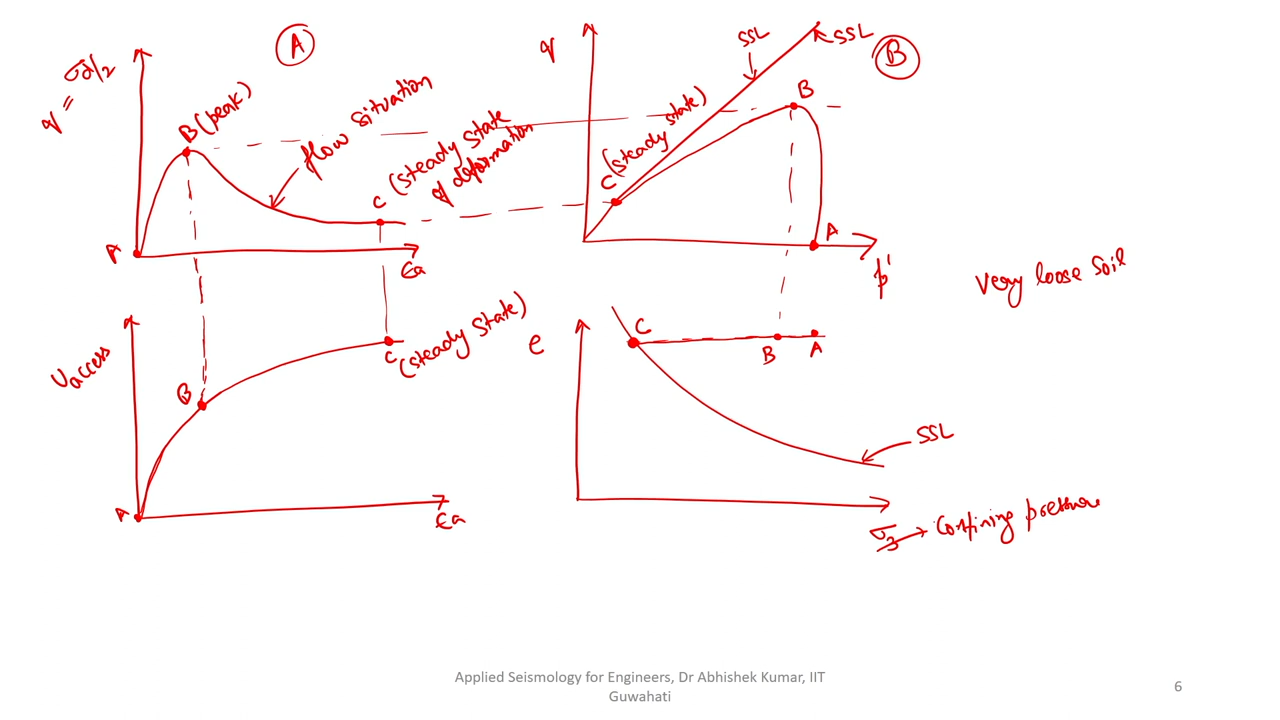 A
q = σd/2
B (peak)
flow situation
C (steady state
of deformation
A
εa
q
SSL
SSL
B
B
C (steady state)
A
p'
Very loose soil
Uaccess
B
C
(steady state)
A
εa
e
C
B
A
SSL
σ3 → Confining pressure
Applied Seismology for Engineers, Dr Abhishek Kumar, IIT
Guwahati
6